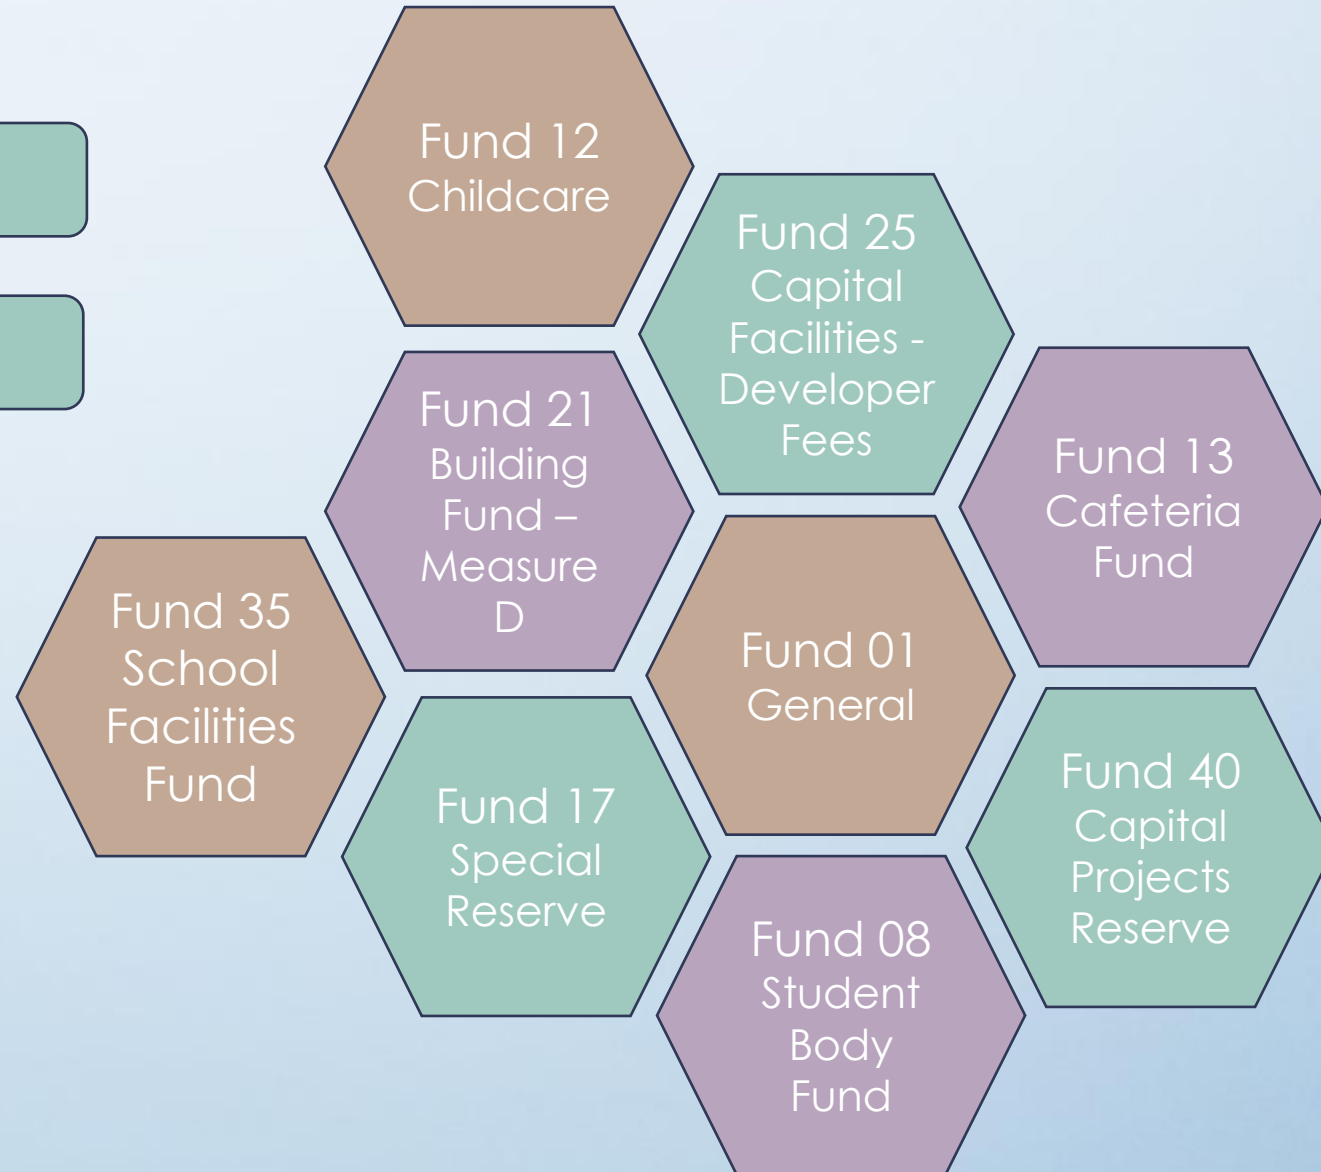 Fund 12
Childcare
Fund 25
Capital
Facilities -
Developer
Fees
Fund 21
Building
Fund –
Measure
D
Fund 13
Cafeteria
Fund
Fund 35
School
Facilities
Fund
Fund 01
General
Fund 17
Special
Reserve
Fund 40
Capital
Projects
Reserve
Fund 08
Student
Body
Fund